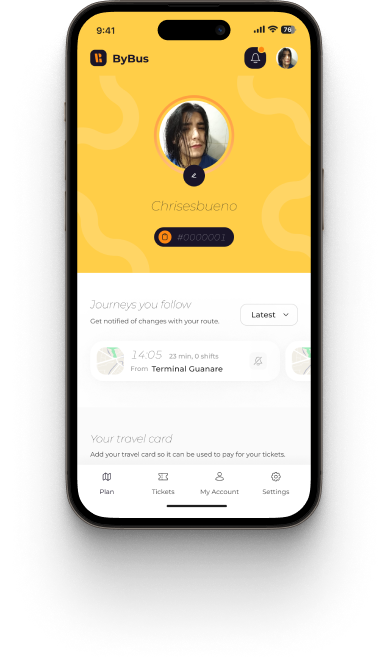 9:41
76
ByBus
Chrisesbueno
#0000001
Journeys you follow
Get notified of changes with your route.
Latest
14:05 23 min, 0 shifts
From Terminal Guanare
Your travel card
Add your travel card so it can be used to pay for your tickets.
Plan Tickets My Account Settings